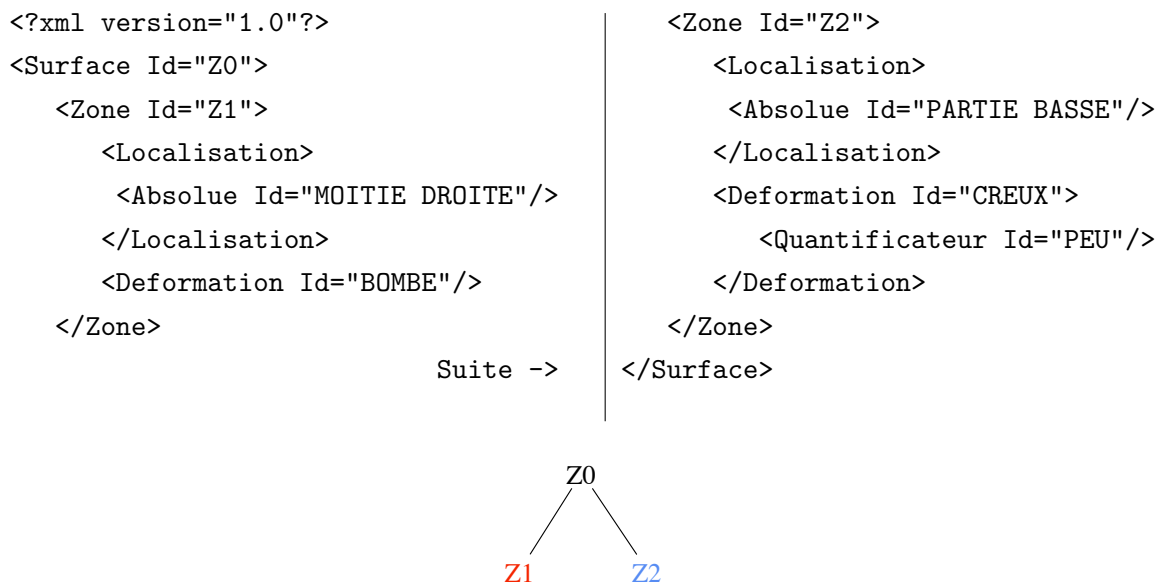 <?xml version="1.0"?>
<Surface Id="Z0">
<Zone Id="Z1">
<Localisation>
<Absolue Id="MOITIE DROITE"/>
</Localisation>
<Deformation Id="BOMBE"/>
</Zone>
Suite ->
<Zone Id="Z2">
<Localisation>
<Absolue Id="PARTIE BASSE"/>
</Localisation>
<Deformation Id="CREUX">
<Quantificateur Id="PEU"/>
</Deformation>
</Zone>
</Surface>
Z0
Z1 Z2